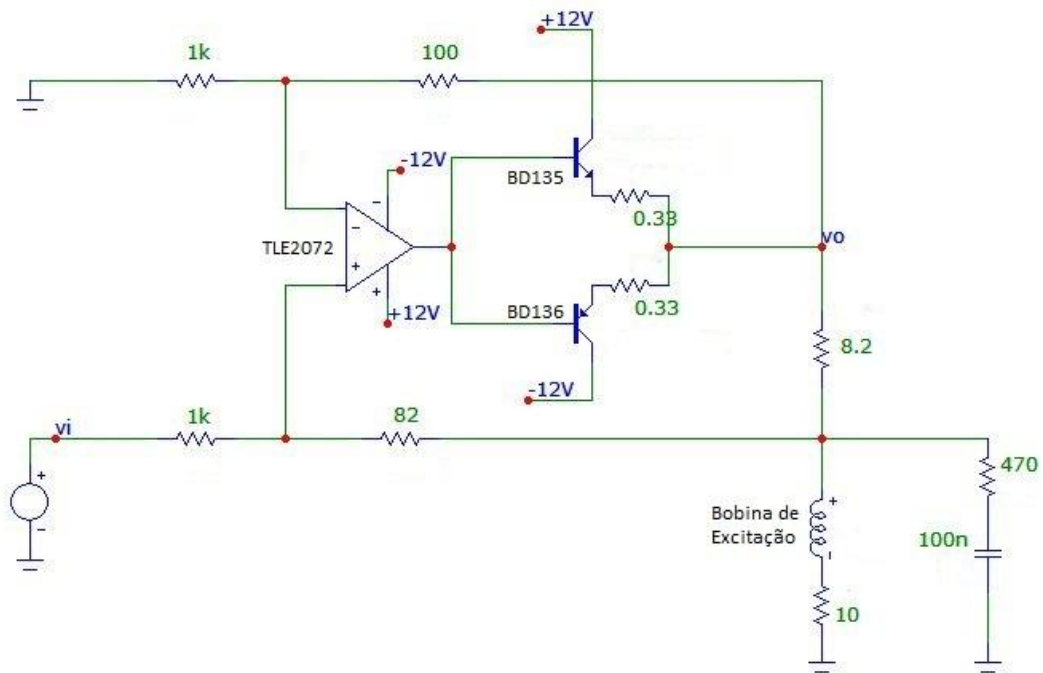 +12V
1k
100
-12V
BD135
0.33
TLE2072
vo
+12V
BD136
0.33
8.2
-12V
1k
82
vi
470
Bobina de
Excitação
100n
10